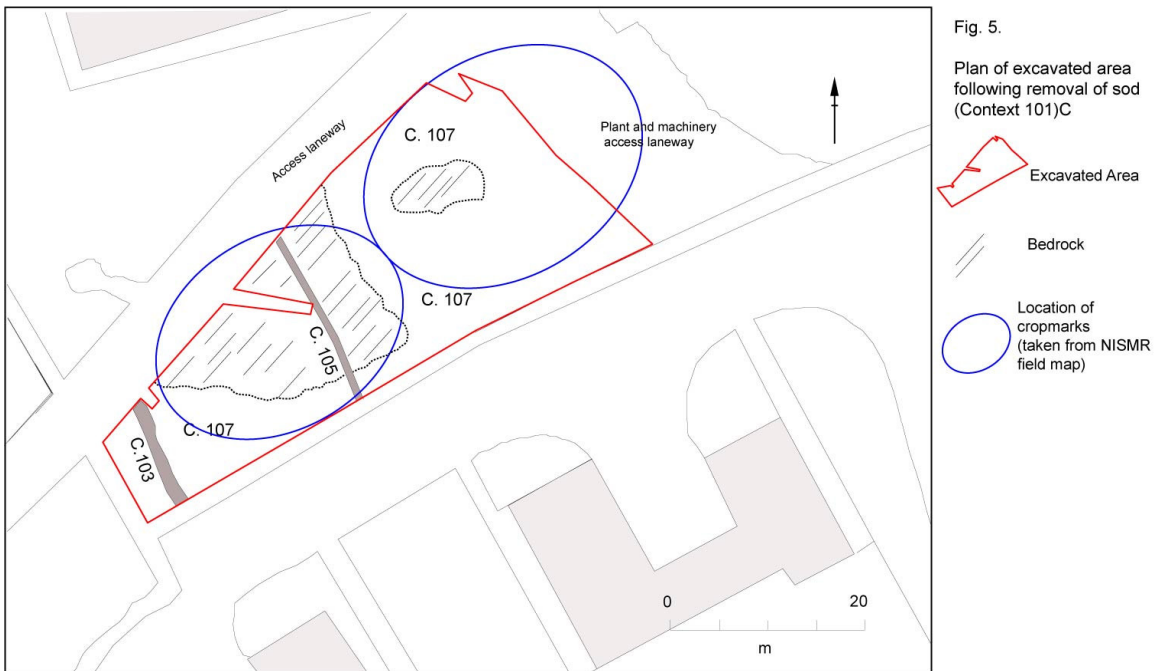 Fig. 5.
Plan of excavated area
following removal of sod
(Context 101)C
Excavated Area
Bedrock
Location of
cropmarks
(taken from NISMR
field map)
Access laneway
C. 107
Plant and machinery
access laneway
C. 107
C. 105
C. 107
C.103
0 20
m